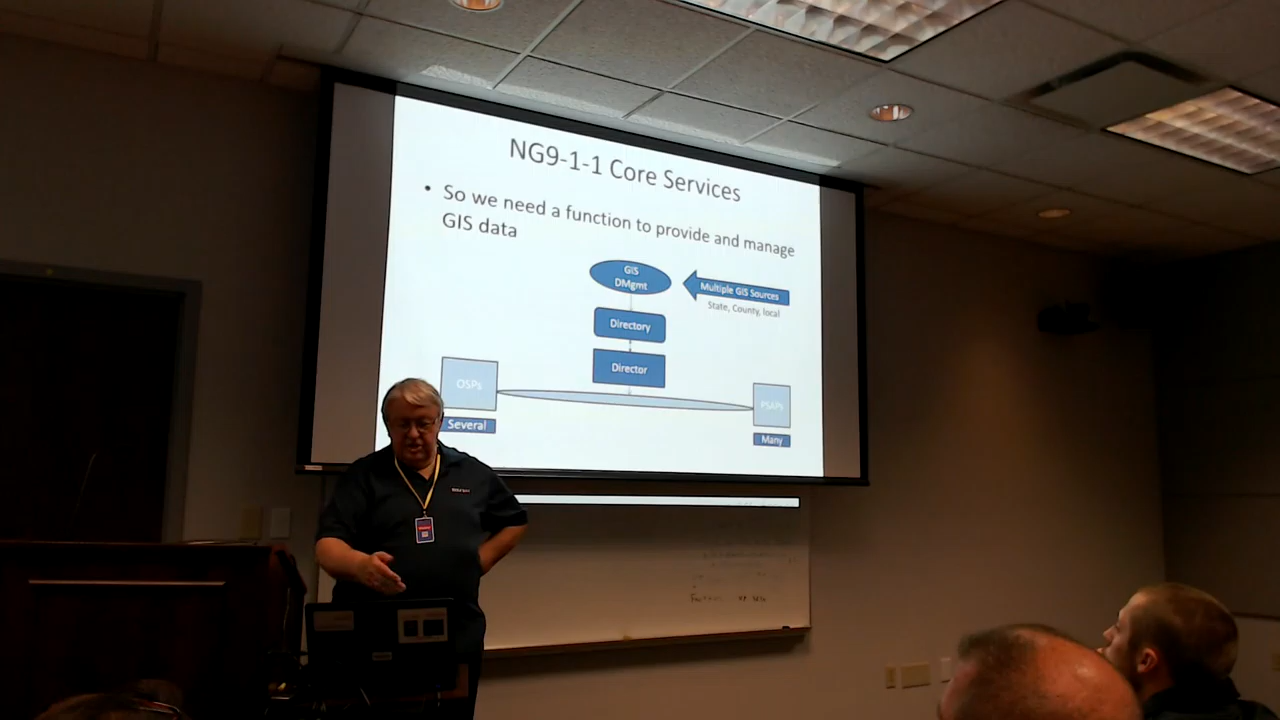 NG9-1-1 Core Services
• So we need a function to provide and manage
GIS data
GIS
DMgmt
Multiple GIS Sources
State, County, local
Directory
Director
OSPs
PSAPs
Several
Many